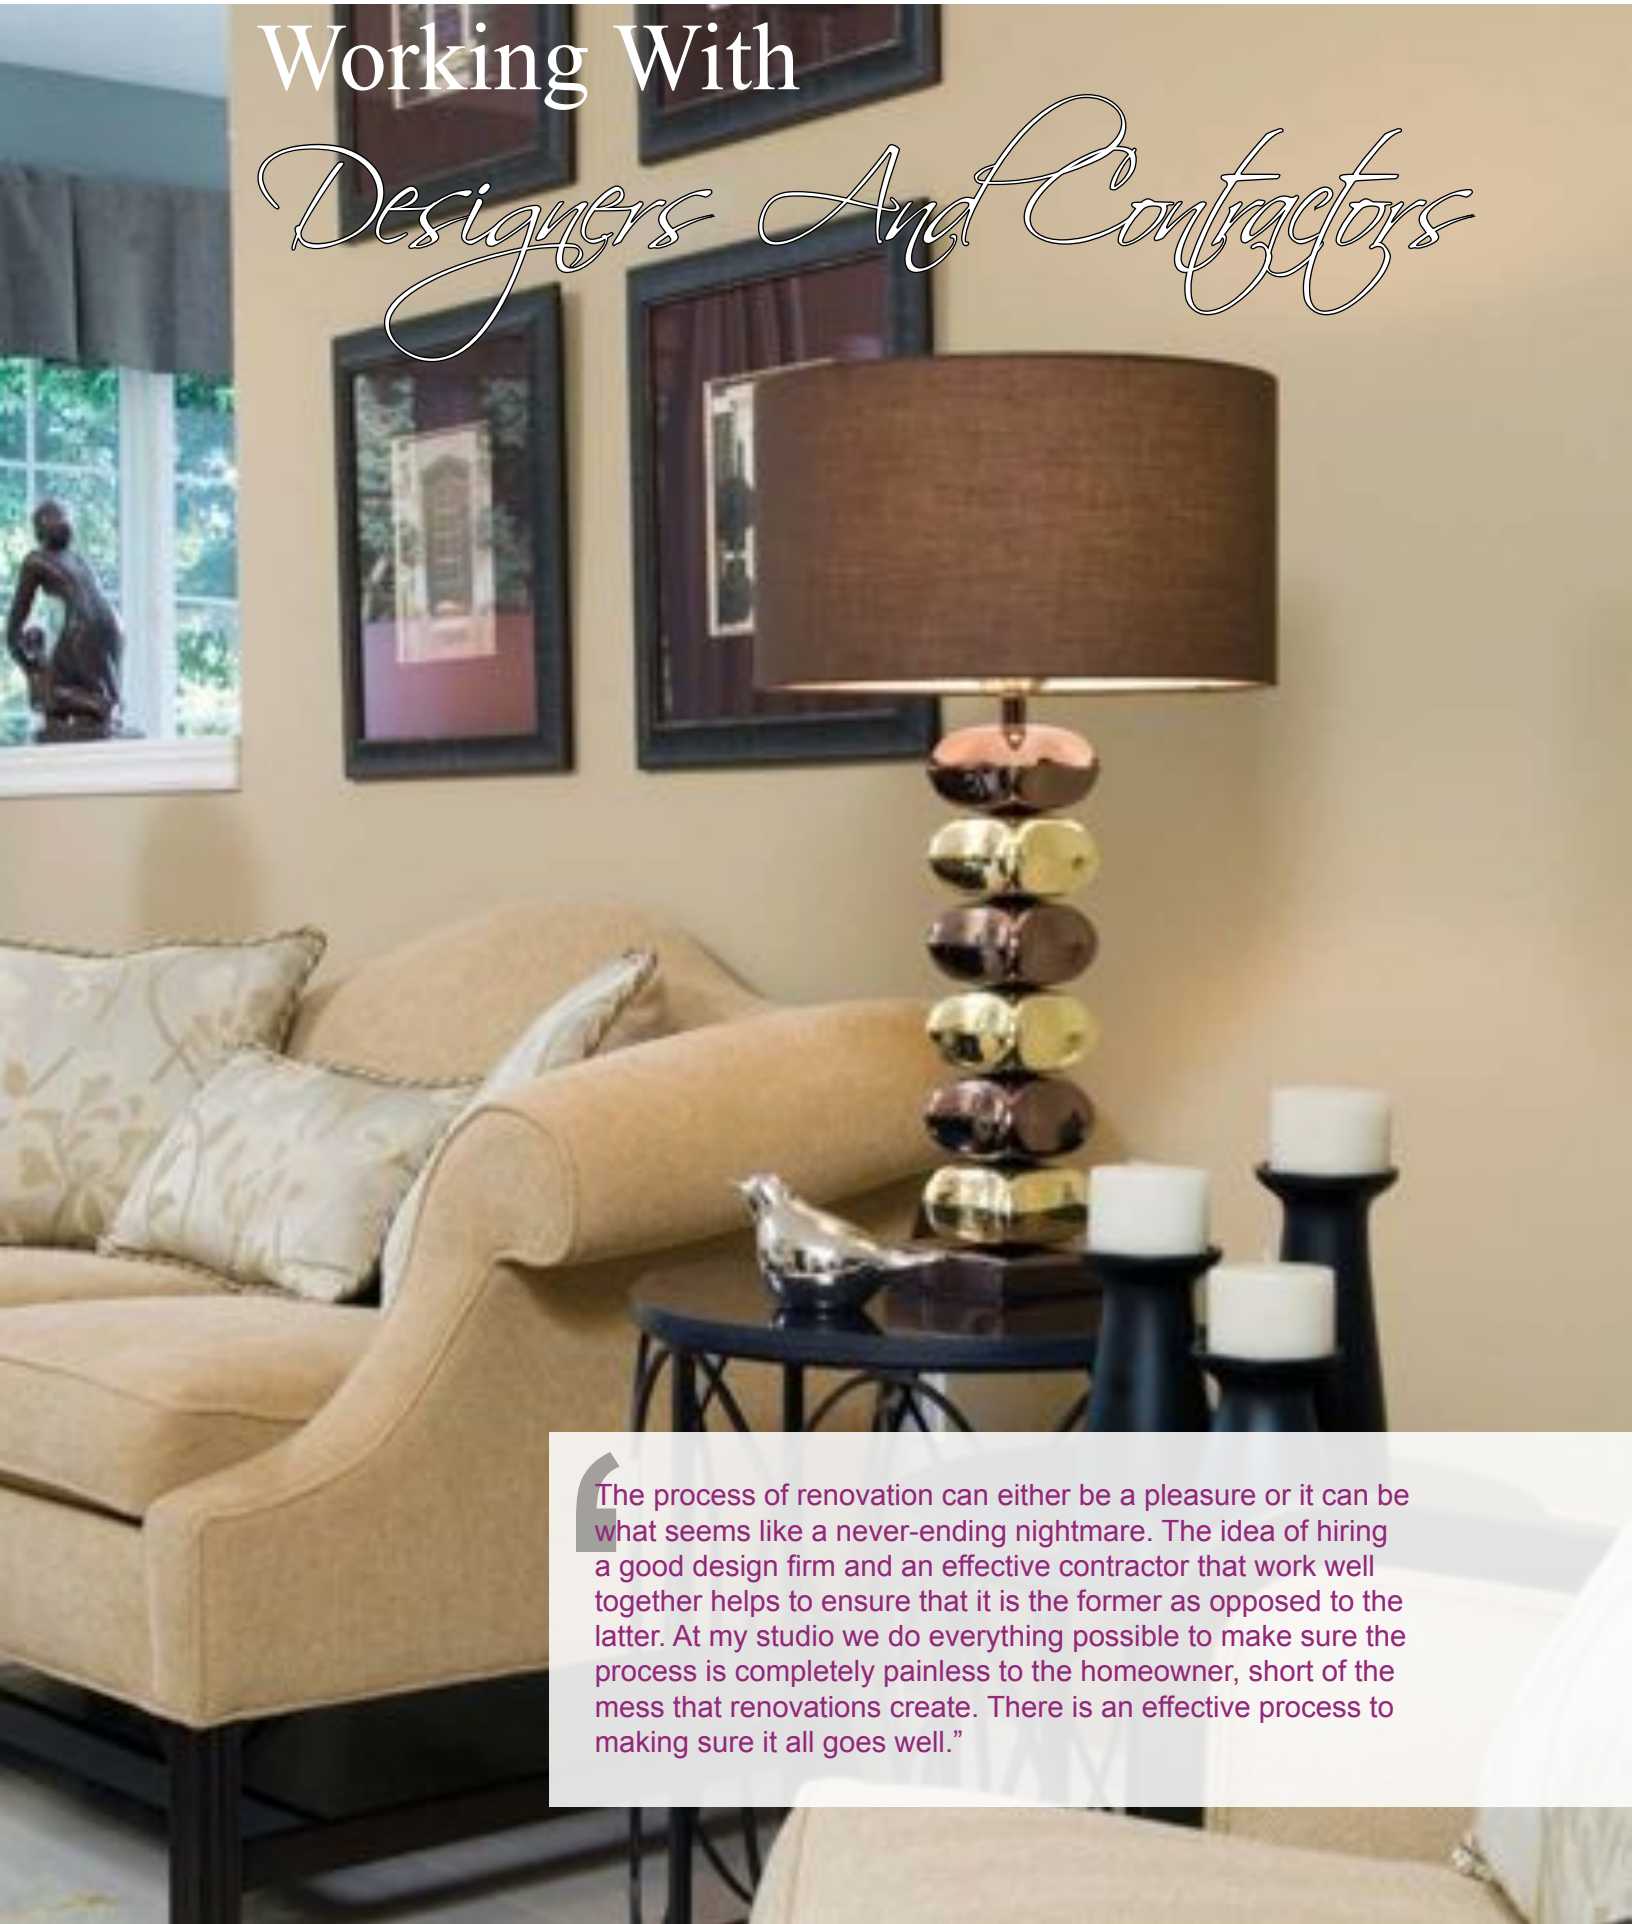 Working With
Designers And Contractors
‘
The process of renovation can either be a pleasure or it can be
what seems like a never-ending nightmare. The idea of hiring
a good design firm and an effective contractor that work well
together helps to ensure that it is the former as opposed to the
latter. At my studio we do everything possible to make sure the
process is completely painless to the homeowner, short of the
mess that renovations create. There is an effective process to
making sure it all goes well.”